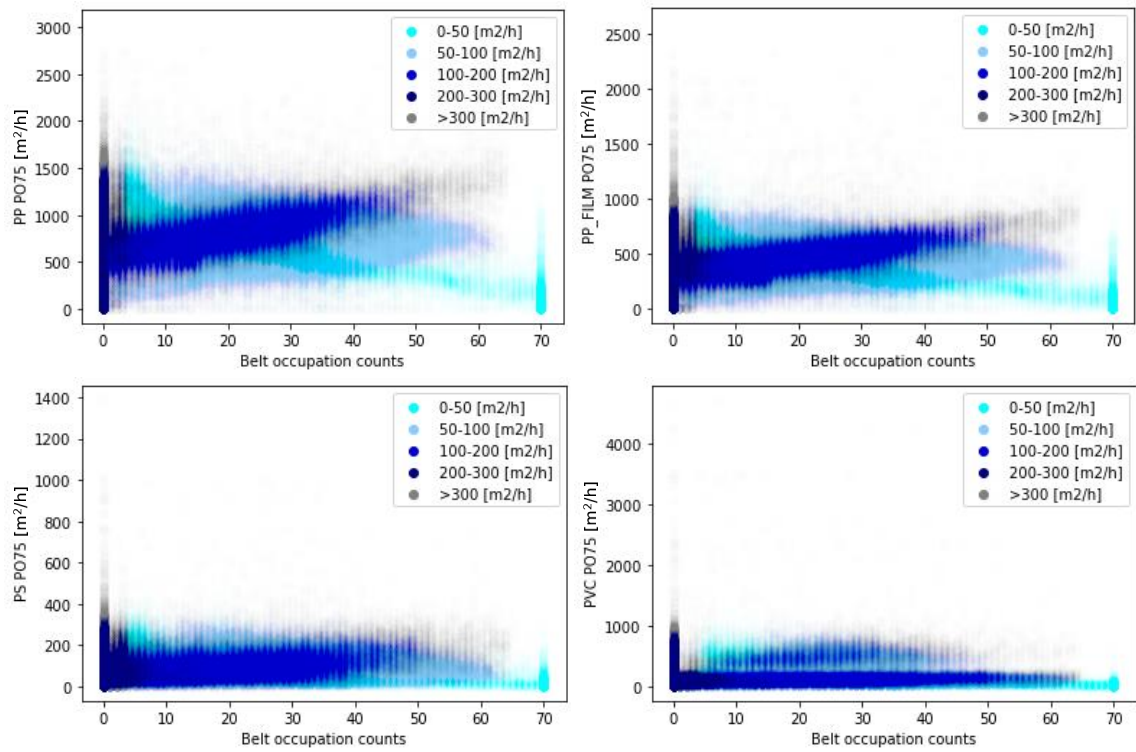 PP PO75 [m²/h]
3000
2500
2000
1500
1000
500
0
0-50 [m2/h]
50-100 [m2/h]
100-200 [m2/h]
200-300 [m2/h]
>300 [m2/h]
0 10 20 30 40 50 60 70
Belt occupation counts
PP_FILM PO75 [m²/h]
2500
2000
1500
1000
500
0
0-50 [m2/h]
50-100 [m2/h]
100-200 [m2/h]
200-300 [m2/h]
>300 [m2/h]
0 10 20 30 40 50 60 70
Belt occupation counts
PS PO75 [m²/h]
1400
1200
1000
800
600
400
200
0
0-50 [m2/h]
50-100 [m2/h]
100-200 [m2/h]
200-300 [m2/h]
>300 [m2/h]
0 10 20 30 40 50 60 70
Belt occupation counts
PVC PO75 [m²/h]
4000
3000
2000
1000
0
0-50 [m2/h]
50-100 [m2/h]
100-200 [m2/h]
200-300 [m2/h]
>300 [m2/h]
0 10 20 30 40 50 60 70
Belt occupation counts